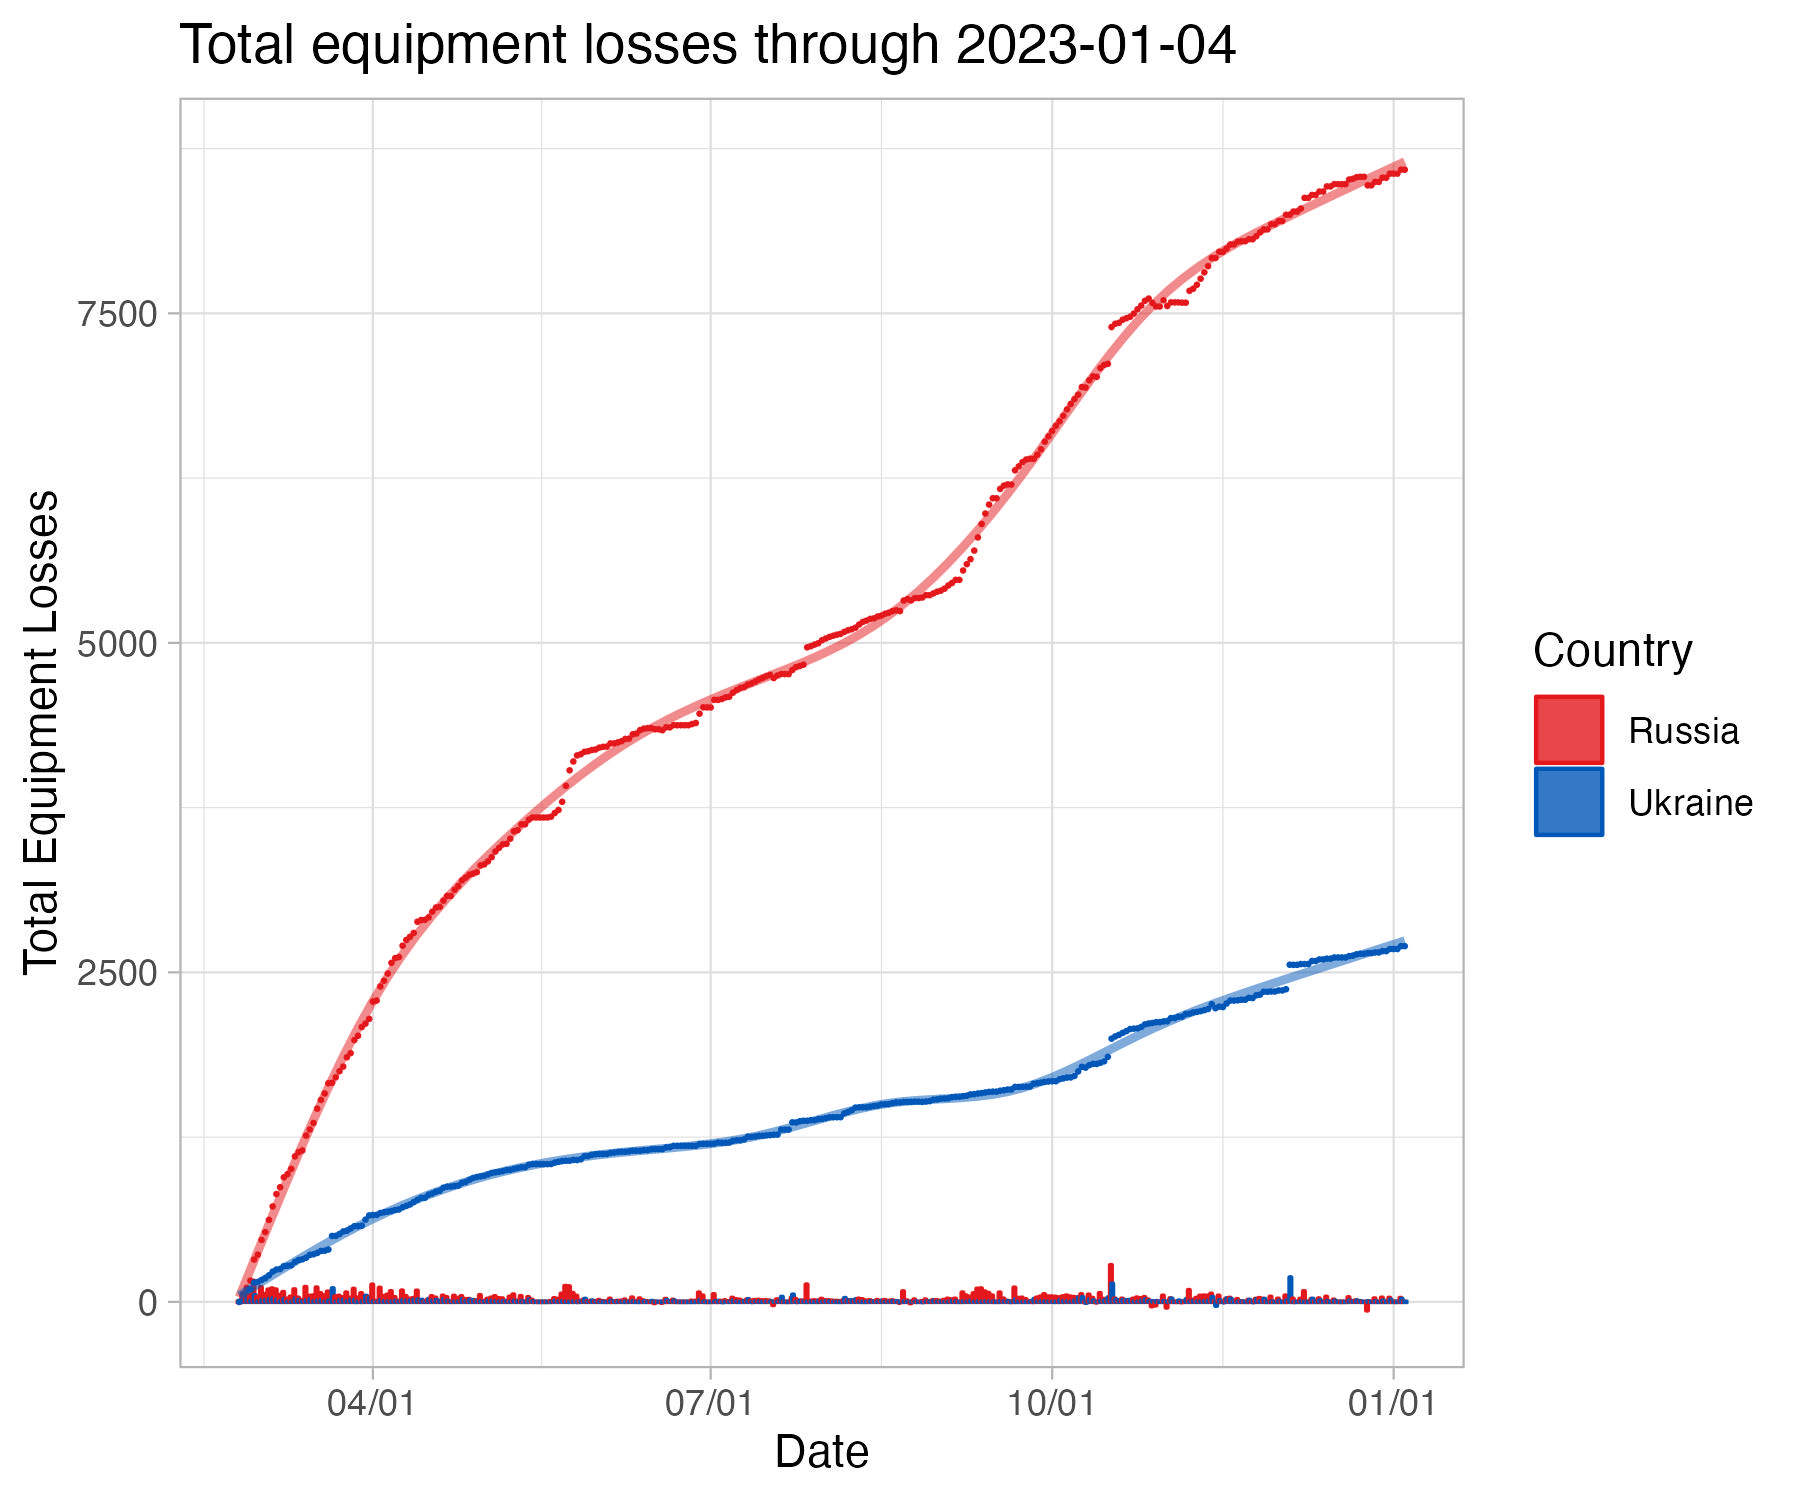 Total equipment losses through 2023-01-04
Total Equipment Losses
7500
5000
2500
0
04/01
07/01
10/01
01/01
Date
Country
Russia
Ukraine